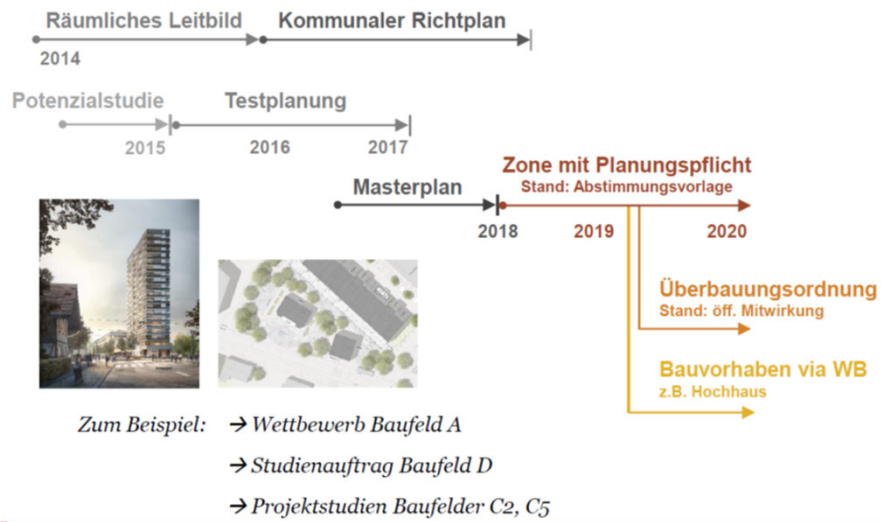 Räumliches Leitbild
Kommunaler Richtplan
2014
Potenzialstudie
Testplanung
2015
2016
2017
Zone mit Planungspflicht
Stand: Abstimmungsvorlage
Masterplan
2018
2019
2020
Überbauungsordnung
Stand: öff. Mitwirkung
Bauvorhaben via WB
z.B. Hochhaus
Zum Beispiel: → Wettbewerb Baufeld A
→ Studienauftrag Baufeld D
→ Projektstudien Baufelder C2, C5